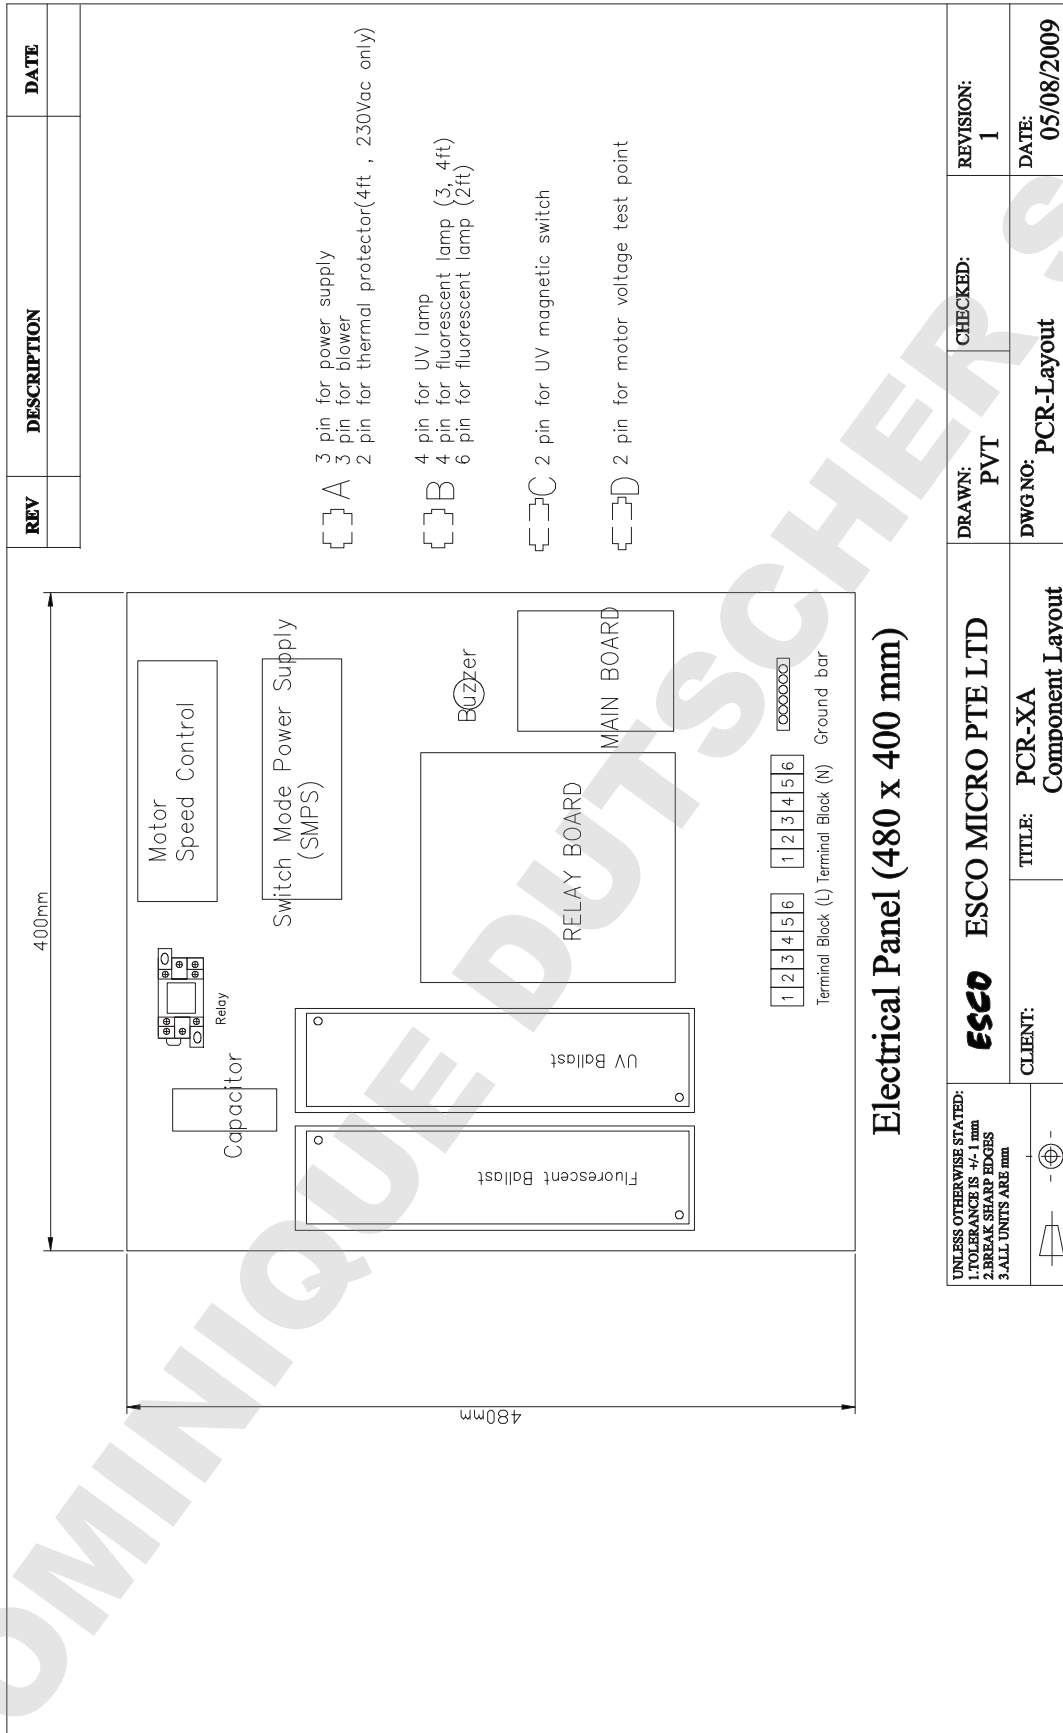 REV DESCRIPTION DATE
400mm
480mm
Motor
Speed Control
Switch Mode Power Supply
(SMPS)
Relay
Capacitor
Buzzer
MAIN BOARD
RELAY BOARD
UV Ballast
Fluorescent Ballast
1 2 3 4 5 6
1 2 3 4 5 6
Terminal Block (L) Terminal Block (N) Ground bar
Electrical Panel (480 x 400 mm)
A
3 pin for power supply
3 pin for blower
2 pin for thermal protector(4ft , 230Vac only)
B
4 pin for UV lamp
4 pin for fluorescent lamp (3, 4ft)
6 pin for fluorescent lamp (2ft)
C 2 pin for UV magnetic switch
D 2 pin for motor voltage test point
UNLESS OTHERWISE STATED:
1.TOLERANCE IS +/- 1 mm
2.BREAK SHARP EDGES
3.ALL UNITS ARE mm
ESCO ESCO MICRO PTE LTD
CLIENT:
TITLE: PCR-XA
Component Layout
DRAWN:
PVT
CHECKED:
REVISION:
1
DWG NO:
PCR-Layout
DATE:
05/08/2009
OMINIQUE DUTSCHER S